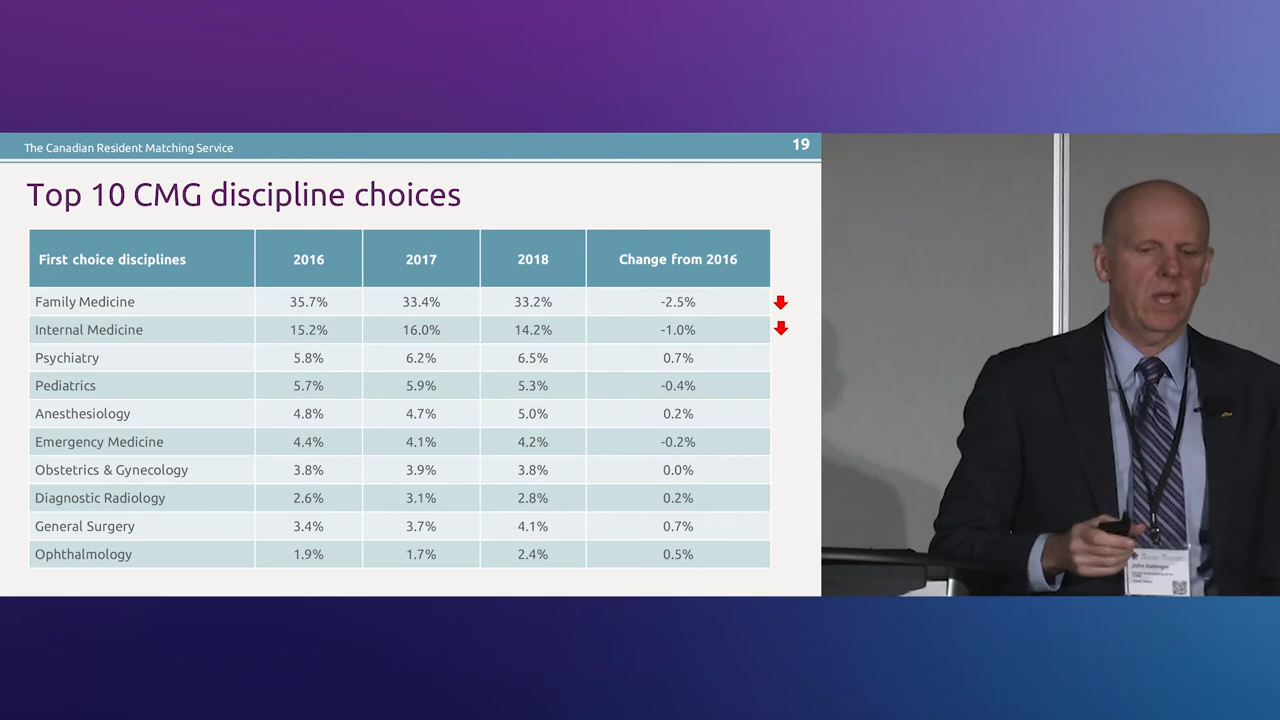 The Canadian Resident Matching Service 19
Top 10 CMG discipline choices
First choice disciplines 2016 2017 2018 Change from 2016
Family Medicine 35.7% 33.4% 33.2% -2.5%
Internal Medicine 15.2% 16.0% 14.2% -1.0%
Psychiatry 5.8% 6.2% 6.5% 0.7%
Pediatrics 5.7% 5.9% 5.3% -0.4%
Anesthesiology 4.8% 4.7% 5.0% 0.2%
Emergency Medicine 4.4% 4.1% 4.2% -0.2%
Obstetrics & Gynecology 3.8% 3.9% 3.8% 0.0%
Diagnostic Radiology 2.6% 3.1% 2.8% 0.2%
General Surgery 3.4% 3.7% 4.1% 0.7%
Ophthalmology 1.9% 1.7% 2.4% 0.5%
John